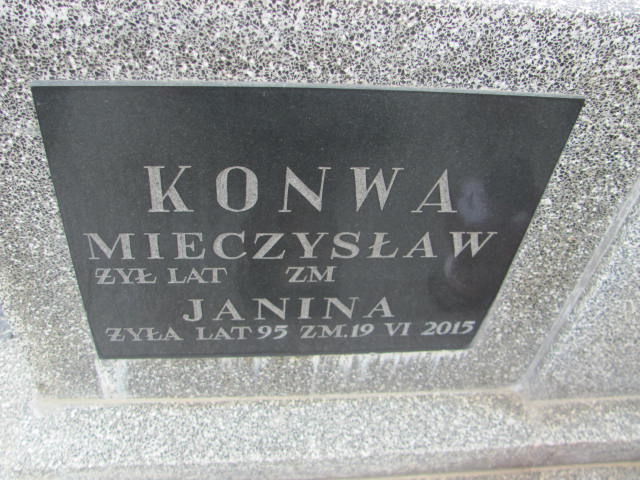 KONWA
MIECZYSŁAW
ŻYŁ LAT ZM
JANINA
ŻYŁA LAT 95 ZM. 19 VI 2015